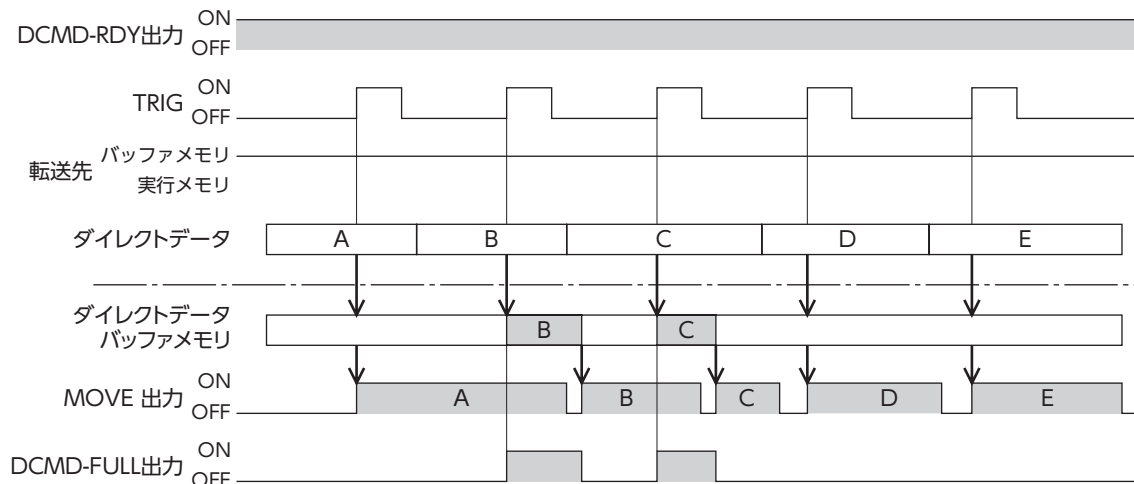 DCMD-RDY出力 ON
OFF
TRIG ON
OFF
転送先 バッファメモリ
実行メモリ
ダイレクトデータ A B C D E
ダイレクトデータ
バッファメモリ B C
MOVE 出力 ON
OFF
A B C D E
DCMD-FULL出力 ON
OFF